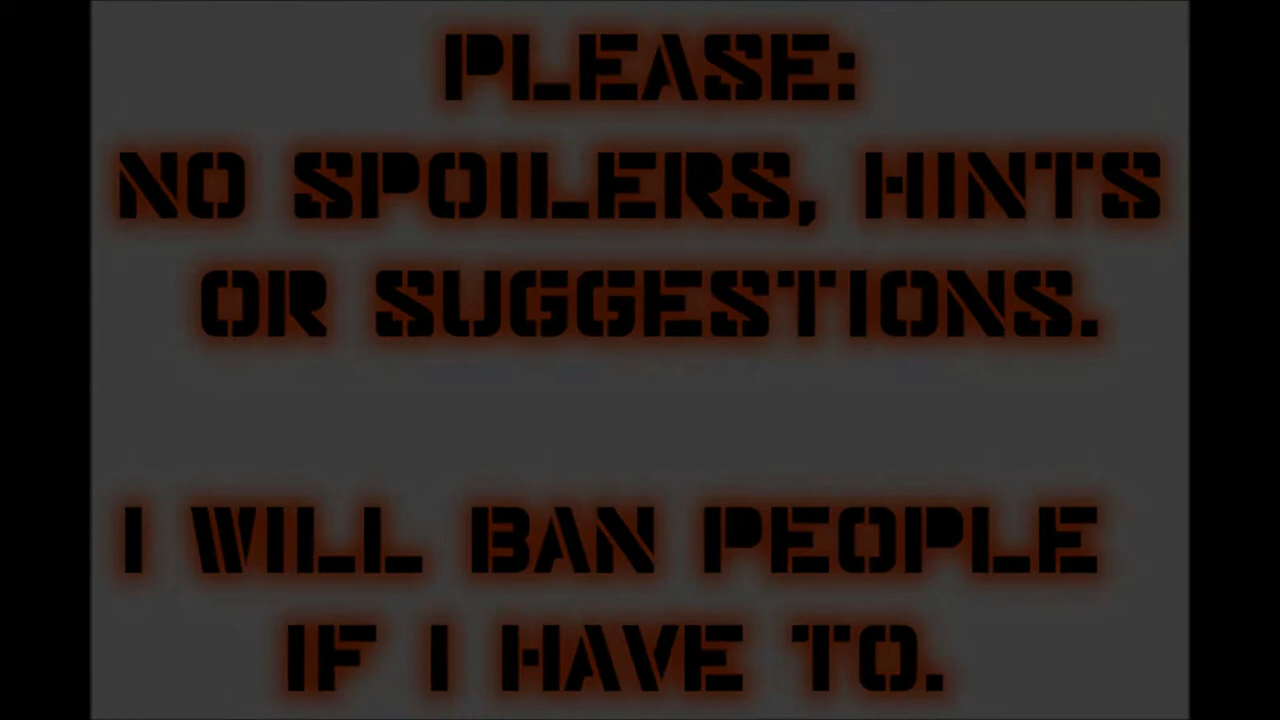 PLEASE:
NO SPOILERS, HINTS
OR SUGGESTIONS.
I WILL BAN PEOPLE
IF I HAVE TO.